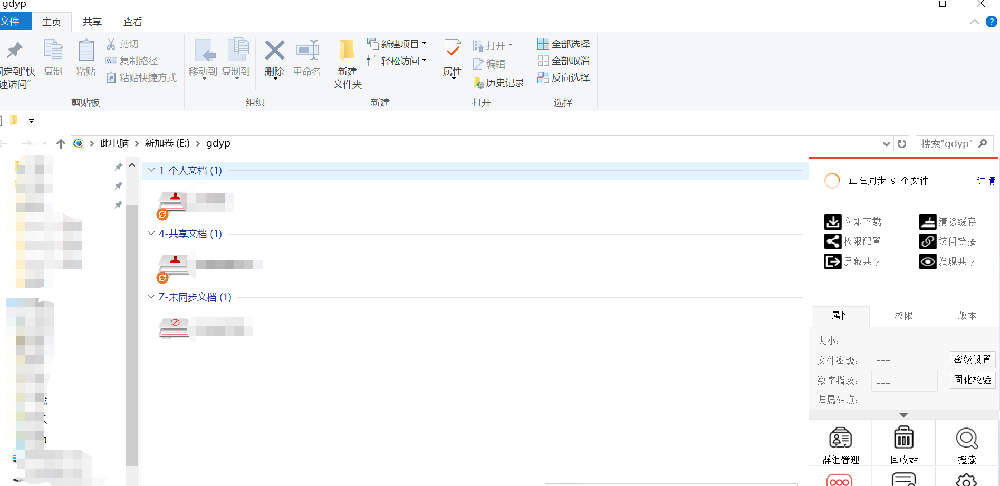 gdyp
文件 主页 共享 查看
固定到"快速访问"
复制
粘贴
剪切
复制路径
粘贴快捷方式
剪贴板
移动到
复制到
删除
重命名
组织
新建
文件夹
新建项目
轻松访问
新建
属性
打开
编辑
历史记录
打开
全部选择
全部取消
反向选择
选择
此电脑 新加卷 (E:) gdyp
搜索"gdyp"
1-个人文档 (1)
4-共享文档 (1)
Z-未同步文档 (1)
正在同步 9 个文件 详情
立即下载 清除缓存
权限配置 访问链接
屏蔽共享 发现共享
属性 权限 版本
大小: ---
文件密级: --- 密级设置
数字指纹: --- 固化校验
归属站点: ---
群组管理 回收站 搜索